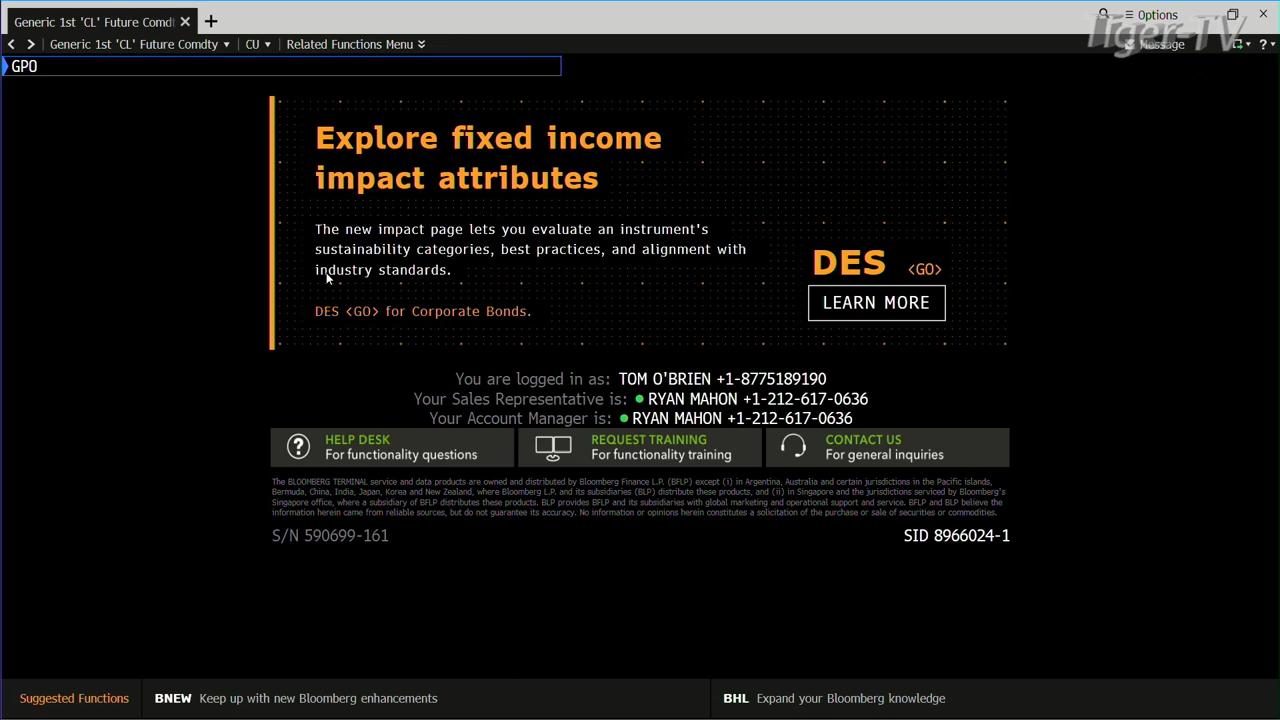 Generic 1st 'CL' Future Comdt
Options
Tiger-TV
Generic 1st 'CL' Future Comdty
CU
Related Functions Menu
Message
?
GPO
Explore fixed income
impact attributes
The new impact page lets you evaluate an instrument's
sustainability categories, best practices, and alignment with
industry standards.
DES <GO>
LEARN MORE
DES <GO> for Corporate Bonds.
You are logged in as: TOM O'BRIEN +1-8775189190
Your Sales Representative is: RYAN MAHON +1-212-617-0636
Your Account Manager is: RYAN MAHON +1-212-617-0636
HELP DESK
For functionality questions
REQUEST TRAINING
For functionality training
CONTACT US
For general inquiries
The BLOOMBERG TERMINAL service and data products are owned and distributed by Bloomberg Finance L.P. (BFLP) except (i) in Argentina, Australia and certain jurisdictions in the Pacific islands,
Bermuda, China, India, Japan, Korea and New Zealand, where Bloomberg L.P. and its subsidiaries (BLP) distribute these products, and (ii) in Singapore and the jurisdictions serviced by Bloomberg's
Singapore office, where a subsidiary of BFLP distributes these products. BLP provides BFLP and its subsidiaries with global marketing and operational support and service. BFLP and BLP believe the
information herein came from reliable sources, but do not guarantee its accuracy. No information or opinions herein constitutes a solicitation of the purchase or sale of securities or commodities.
S/N 590699-161
SID 8966024-1
Suggested Functions
BNEW Keep up with new Bloomberg enhancements
BHL Expand your Bloomberg knowledge